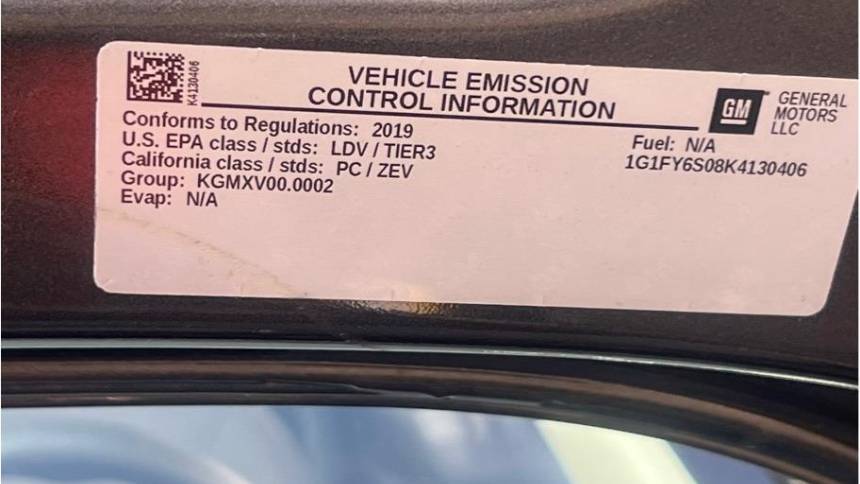 K4130406
VEHICLE EMISSION
CONTROL INFORMATION
GM
GENERAL
MOTORS
LLC
Conforms to Regulations: 2019
U.S. EPA class / stds: LDV / TIER3
California class / stds: PC / ZEV
Group: KGMXV00.0002
Evap: N/A
Fuel: N/A
1G1FY6S08K4130406